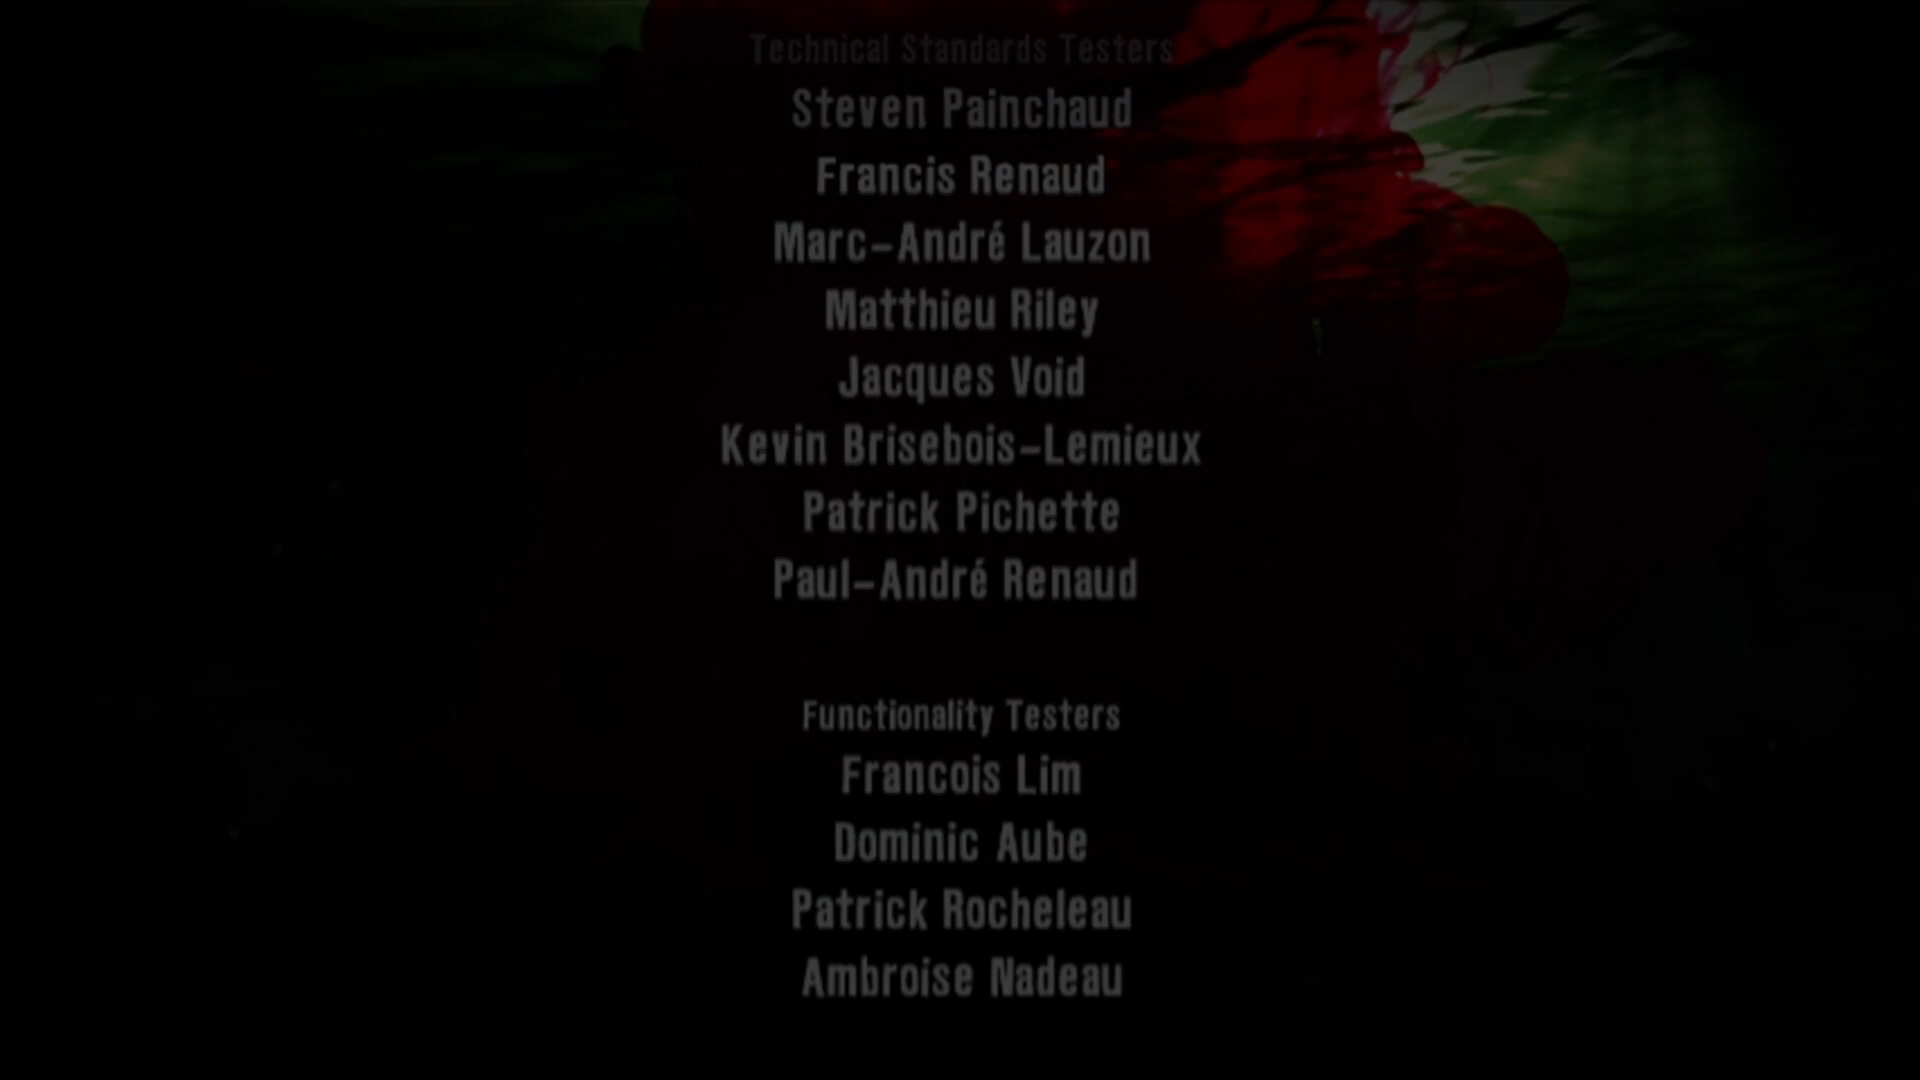 Technical Standards Testers
Steven Painchaud
Francis Renaud
Marc-André Lauzon
Matthieu Riley
Jacques Void
Kevin Brisebois-Lemieux
Patrick Pichette
Paul-André Renaud
Functionality Testers
Francois Lim
Dominic Aube
Patrick Rocheleau
Ambroise Nadeau